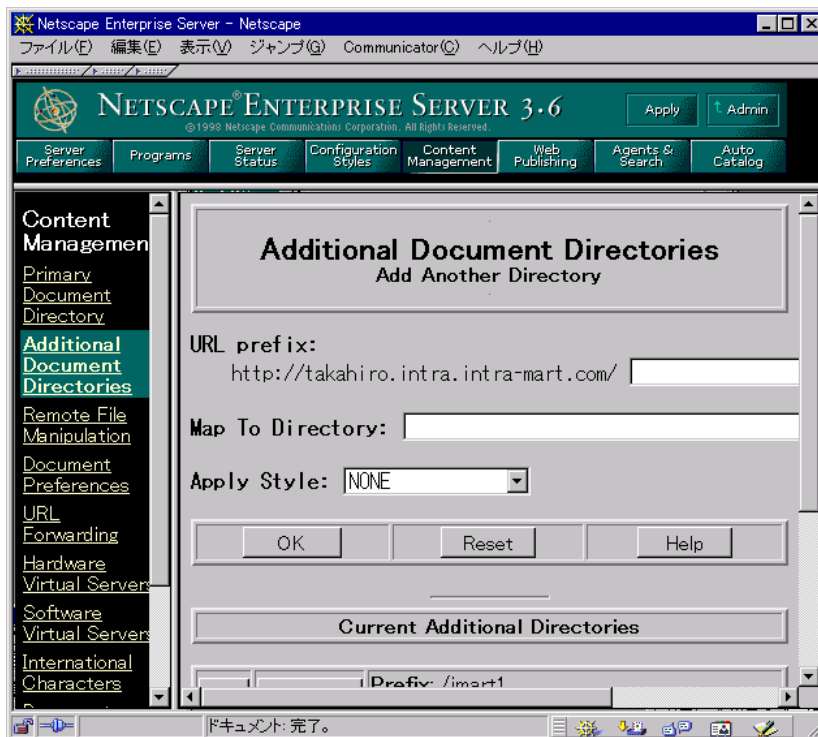 Netscape Enterprise Server - Netscape
ファイル(F) 編集(E) 表示(V) ジャンプ(G) Communicator(C) ヘルプ(H)
NETSCAPE® ENTERPRISE SERVER 3.6
©1998 Netscape Communications Corporation. All Rights Reserved.
Apply
Admin
Server Preferences
Programs
Server Status
Configuration Styles
Content Management
Web Publishing
Agents & Search
Auto Catalog
Content
Managemen
Primary
Document
Directory
Additional
Document
Directories
Remote File
Manipulation
Document
Preferences
URL
Forwarding
Hardware
Virtual Servers
Software
Virtual Servers
International
Characters
Additional Document Directories
Add Another Directory
URL prefix:
http://takahiro.intra.intra-mart.com/
Map To Directory:
Apply Style: NONE
OK Reset Help
Current Additional Directories
Prefix: /imart1
ドキュメント: 完了。